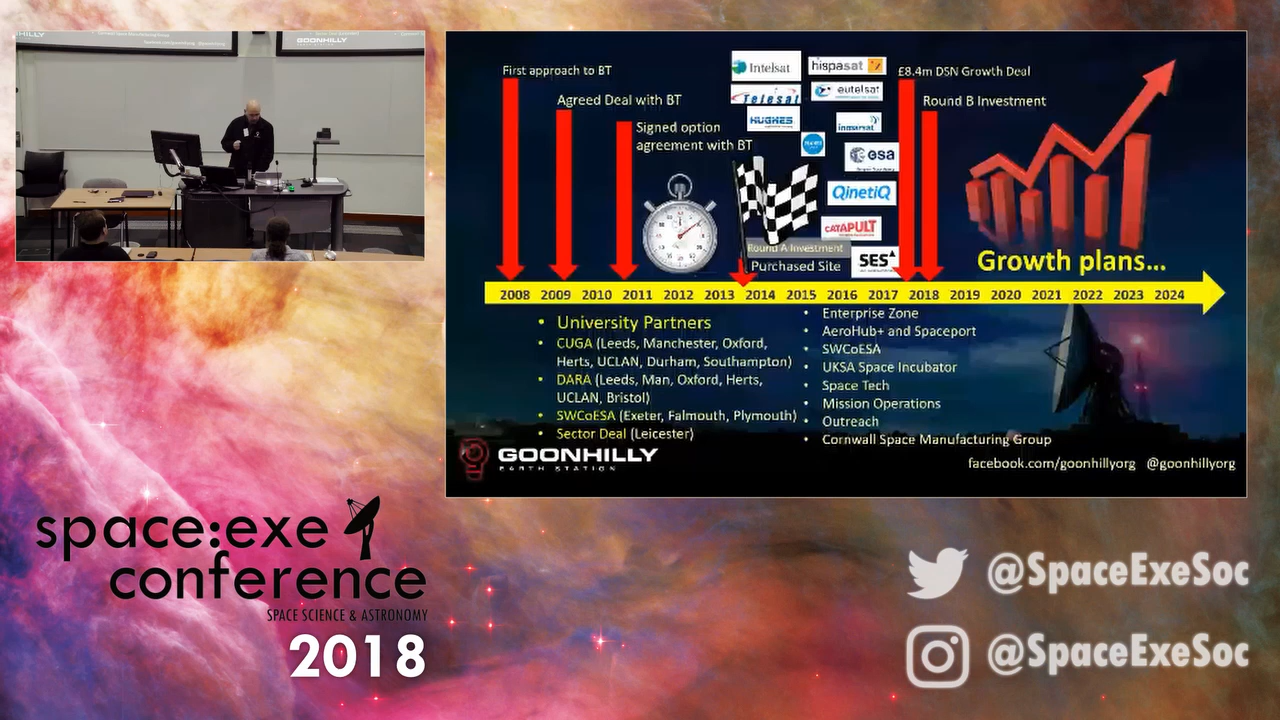 GOONHILLY
First approach to BT
Agreed Deal with BT
Signed option
agreement with BT
Intelsat
hispasat
Telesat
eutelsat
HUGHES
inmarsat
esa
QinetiQ
CATAPULT
SES
Round A Investment
Purchased Site
£8.4m DSN Growth Deal
Round B Investment
Growth plans...
2008 2009 2010 2011 2012 2013 2014 2015 2016 2017 2018 2019 2020 2021 2022 2023 2024
• University Partners
• CUGA (Leeds, Manchester, Oxford,
Herts, UCLAN, Durham, Southampton)
• DARA (Leeds, Man, Oxford, Herts,
UCLAN, Bristol)
• SWCoESA (Exeter, Falmouth, Plymouth)
• Sector Deal (Leicester)
• Enterprise Zone
• AeroHub+ and Spaceport
• SWCoESA
• UKSA Space Incubator
• Space Tech
• Mission Operations
• Outreach
• Cornwall Space Manufacturing Group
GOONHILLY
EARTH STATION
facebook.com/goonhillyorg @goonhillyorg
space:exe
conference
SPACE SCIENCE & ASTRONOMY
2018
@SpaceExeSoc
@SpaceExeSoc